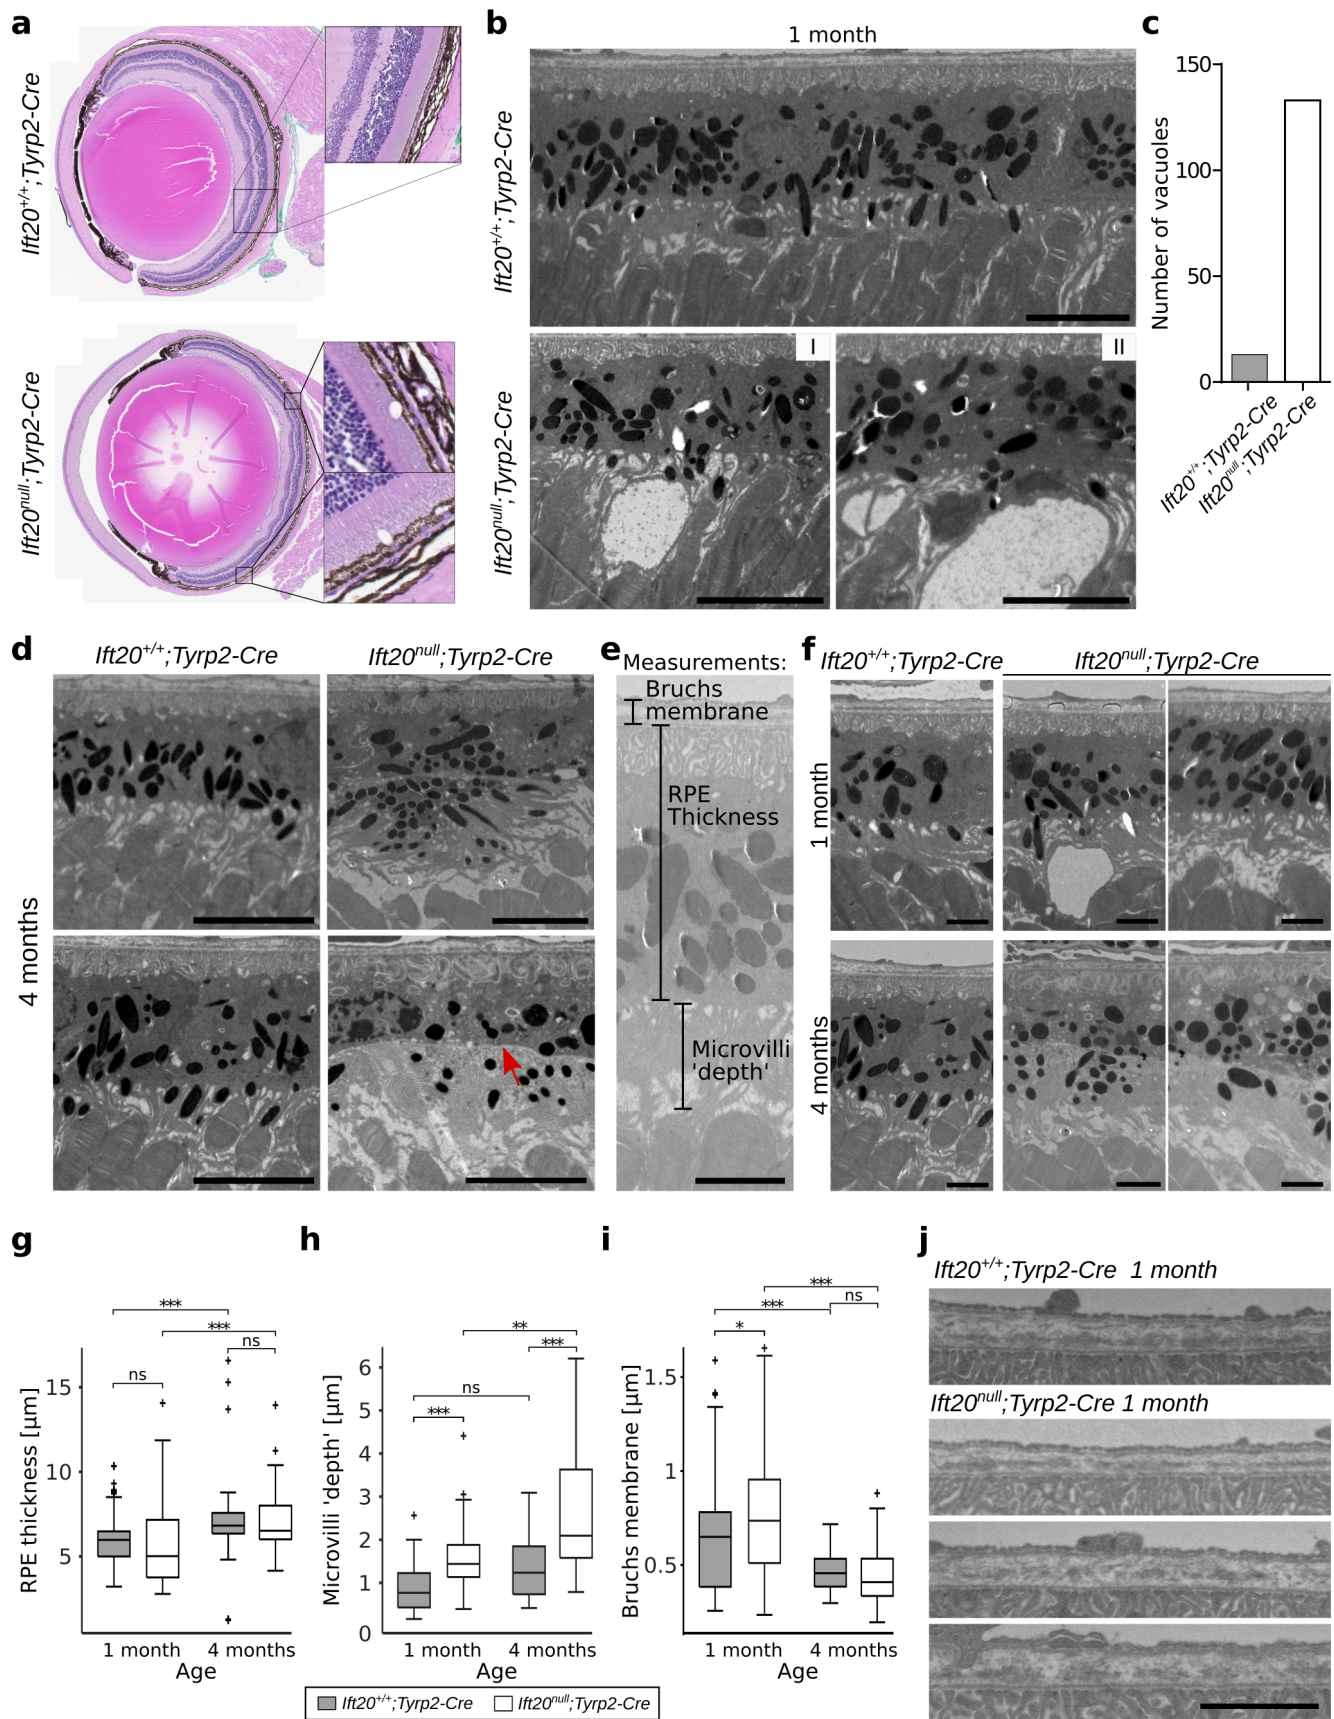 a
Ift20+/+;Tyrp2-Cre
Ift20null;Tyrp2-Cre
b
1 month
Ift20+/+;Tyrp2-Cre
Ift20null;Tyrp2-Cre
I
II
c
Number of vacuoles
150
100
50
0
Ift20+/+;Tyrp2-Cre
Ift20null;Tyrp2-Cre
d
Ift20+/+;Tyrp2-Cre
Ift20null;Tyrp2-Cre
4 months
e
Measurements:
Bruchs
membrane
RPE
Thickness
Microvilli
'depth'
f
Ift20+/+;Tyrp2-Cre
Ift20null;Tyrp2-Cre
1 month
4 months
g
RPE thickness [µm]
15
10
5
***
***
ns
ns
1 month
4 months
Age
h
Microvilli 'depth' [µm]
6
5
4
3
2
1
0
**
***
ns
***
1 month
4 months
Age
i
Bruchs membrane [µm]
1.5
1
0.5
***
***
ns
*
1 month
4 months
Age
Ift20+/+;Tyrp2-Cre
Ift20null;Tyrp2-Cre
j
Ift20+/+;Tyrp2-Cre 1 month
Ift20null;Tyrp2-Cre 1 month